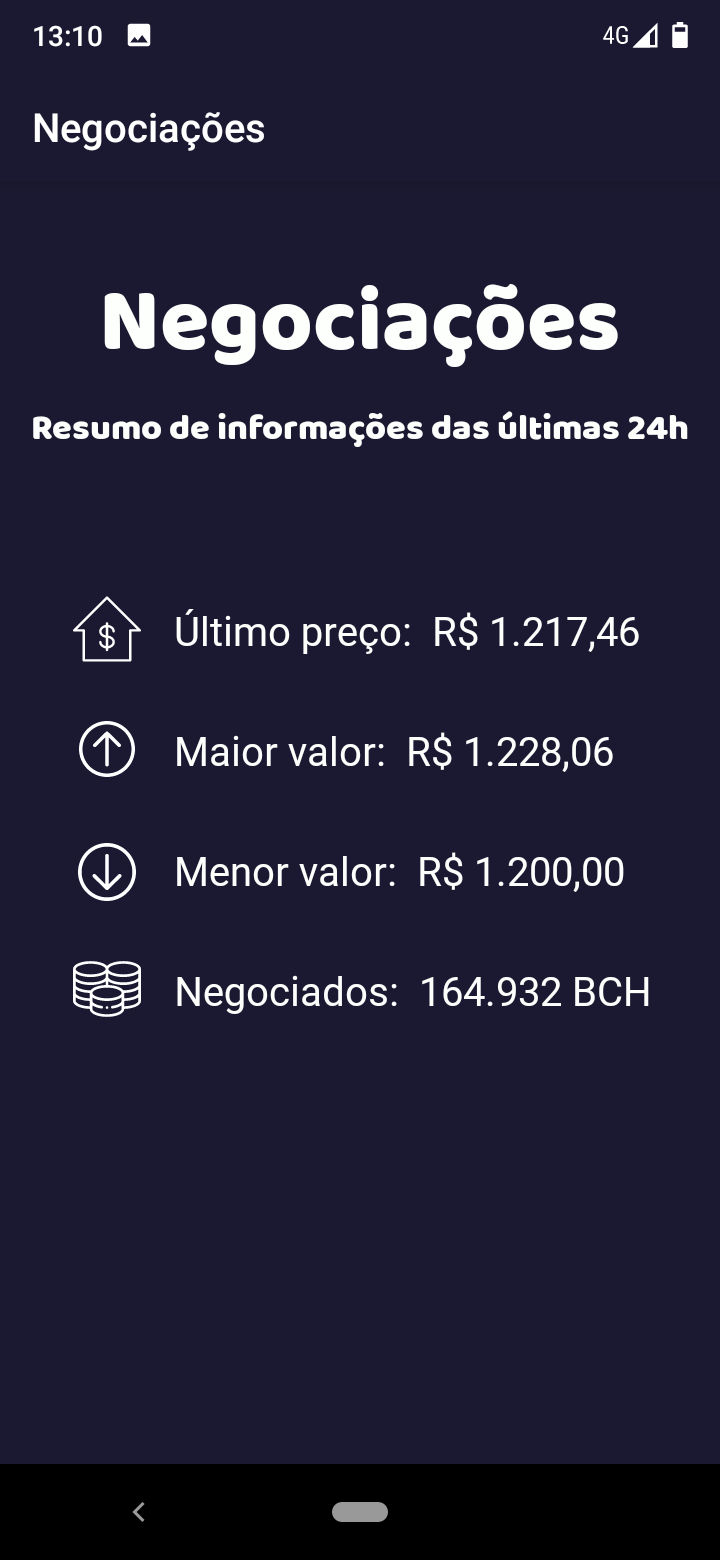 13:10 4G
Negociações
Negociações
Resumo de informações das últimas 24h
$ Último preço: R$ 1.217,46
Maior valor: R$ 1.228,06
Menor valor: R$ 1.200,00
Negociados: 164.932 BCH